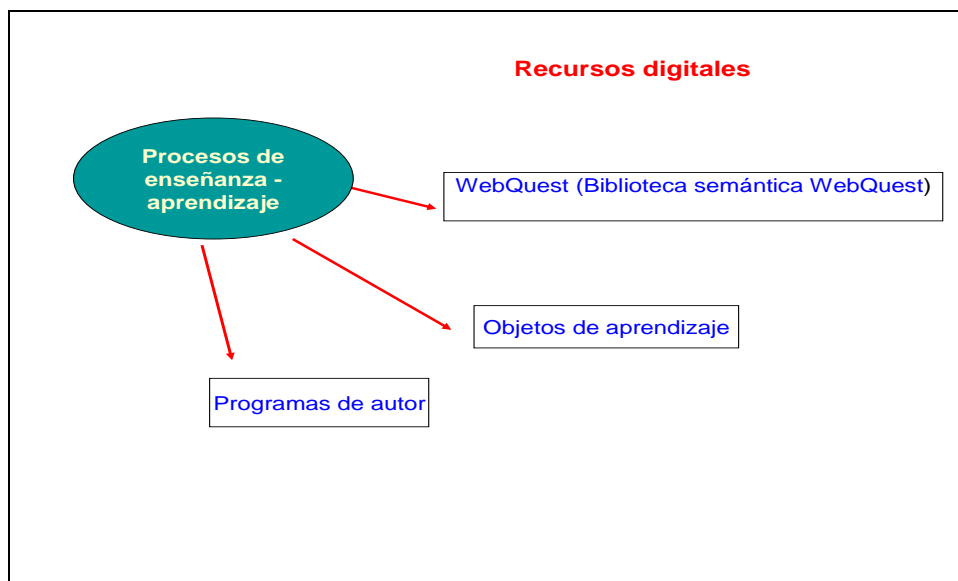 Recursos digitales
Procesos de
enseñanza -
aprendizaje
WebQuest (Biblioteca semántica WebQuest)
Objetos de aprendizaje
Programas de autor